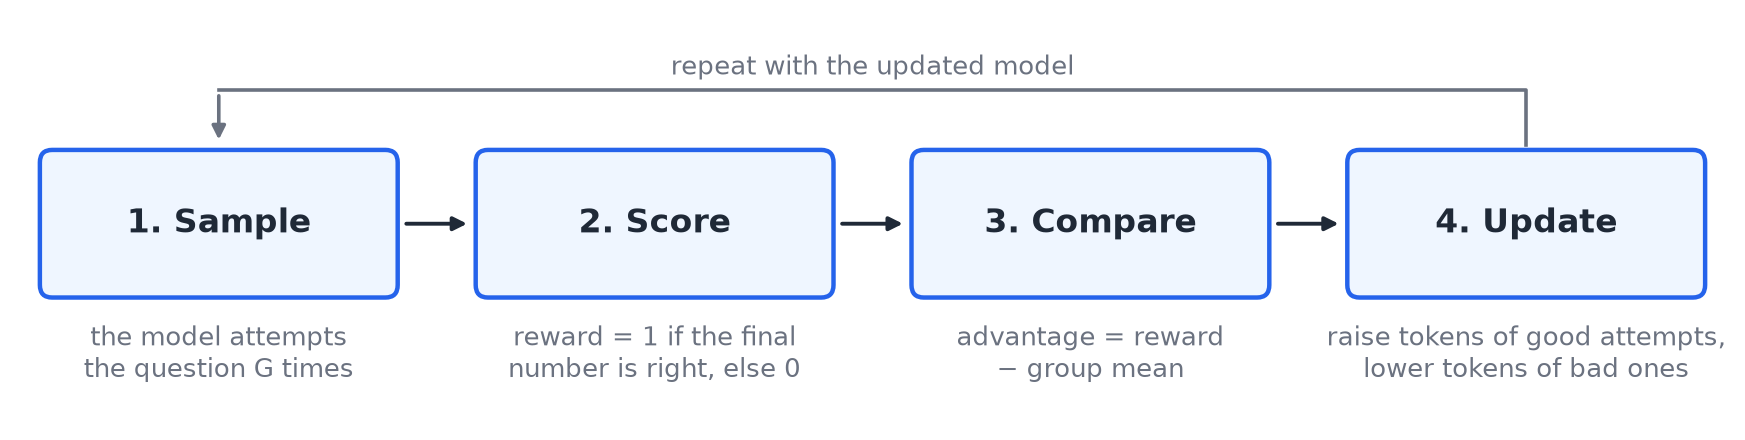 repeat with the updated model
1. Sample
2. Score
3. Compare
4. Update
the model attempts
the question G times
reward = 1 if the final
number is right, else 0
advantage = reward
− group mean
raise tokens of good attempts,
lower tokens of bad ones